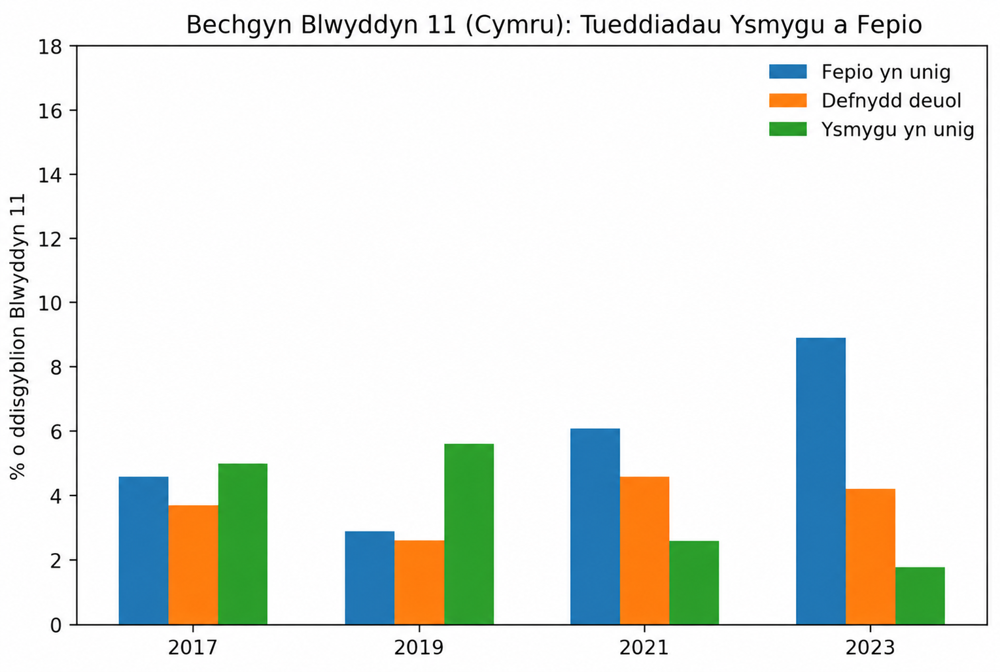 Bechgyn Blwyddyn 11 (Cymru): Tueddiadau Ysmygu a Fepio
Fepio yn unig
Defnydd deuol
Ysmygu yn unig
% o ddisgyblion Blwyddyn 11
18
16
14
12
10
8
6
4
2
0
2017 2019 2021 2023